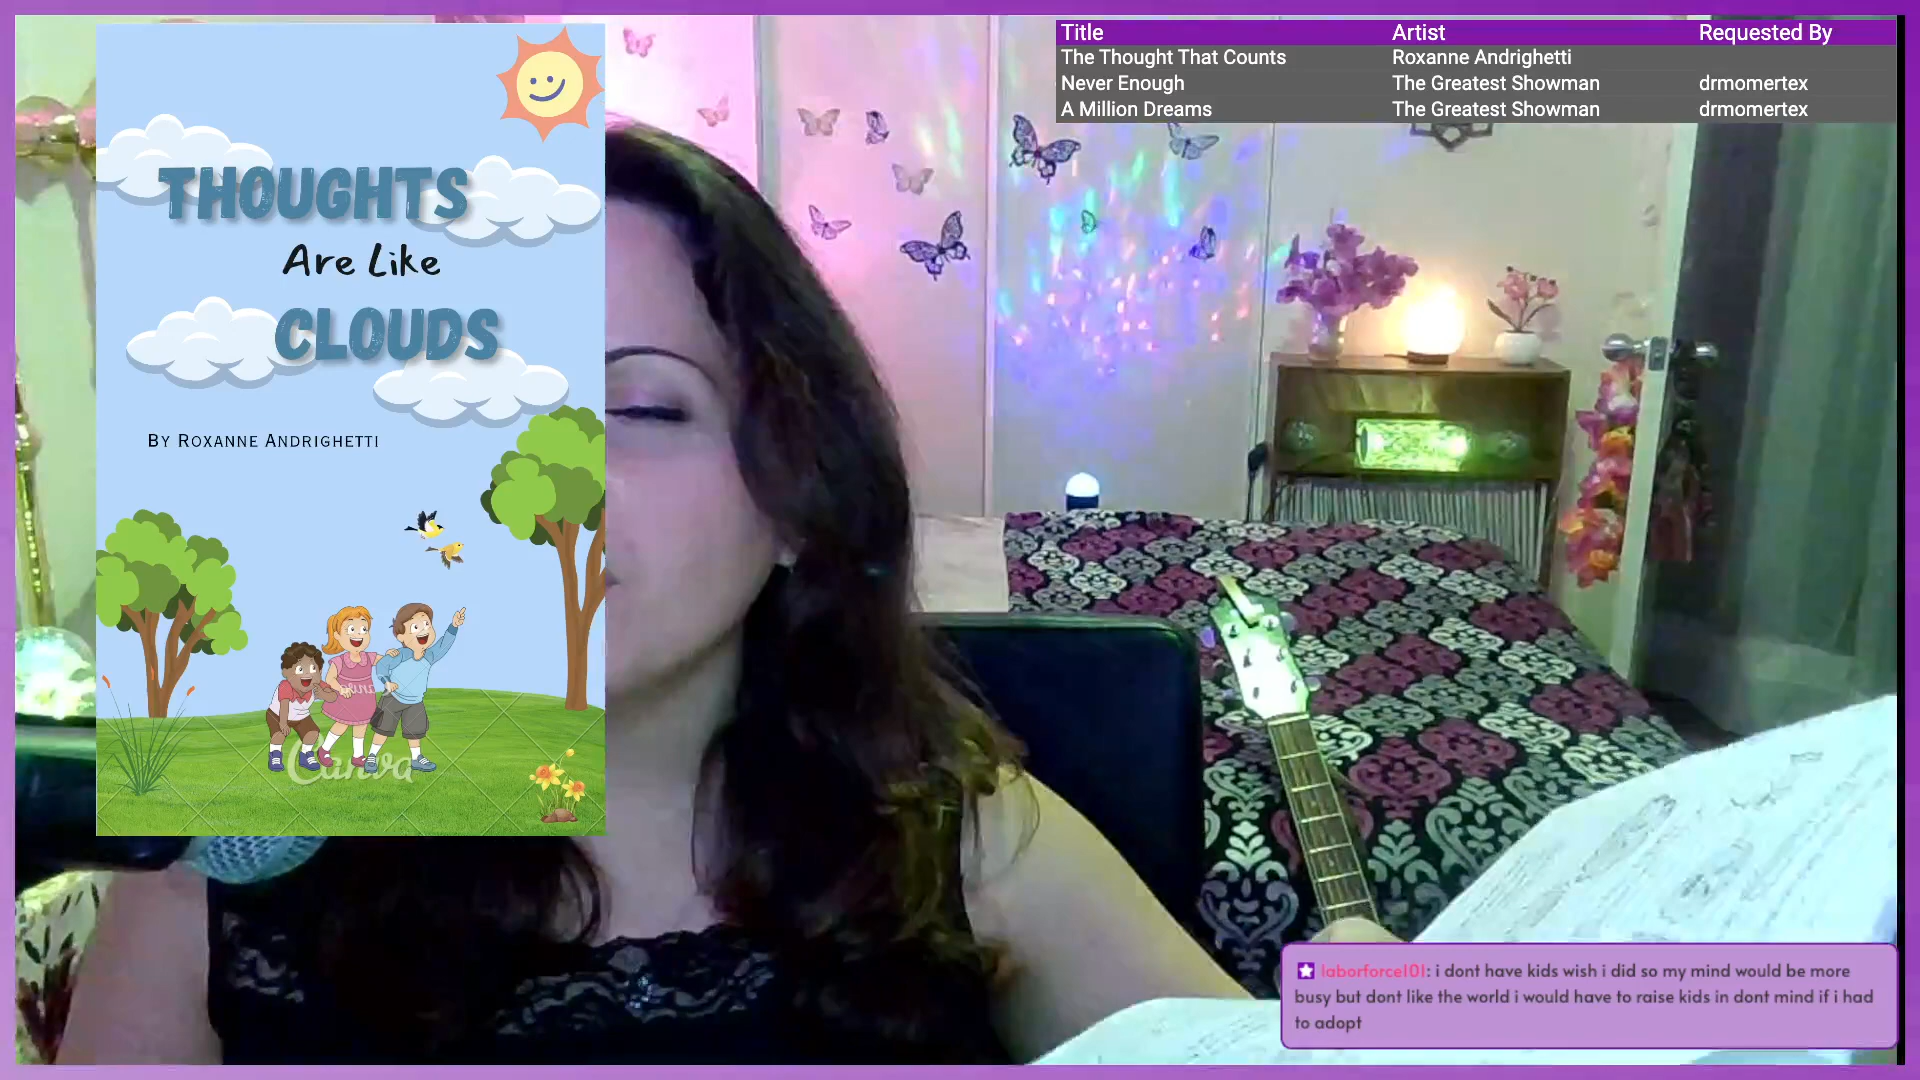 THOUGHTS
Are Like
CLOUDS
BY ROXANNE ANDRIGHETTI
Canva
Title Artist Requested By
The Thought That Counts Roxanne Andrighetti
Never Enough The Greatest Showman drmomertex
A Million Dreams The Greatest Showman drmomertex
laborforce101: i dont have kids wish i did so my mind would be more
busy but dont like the world i would have to raise kids in dont mind if i had
to adopt